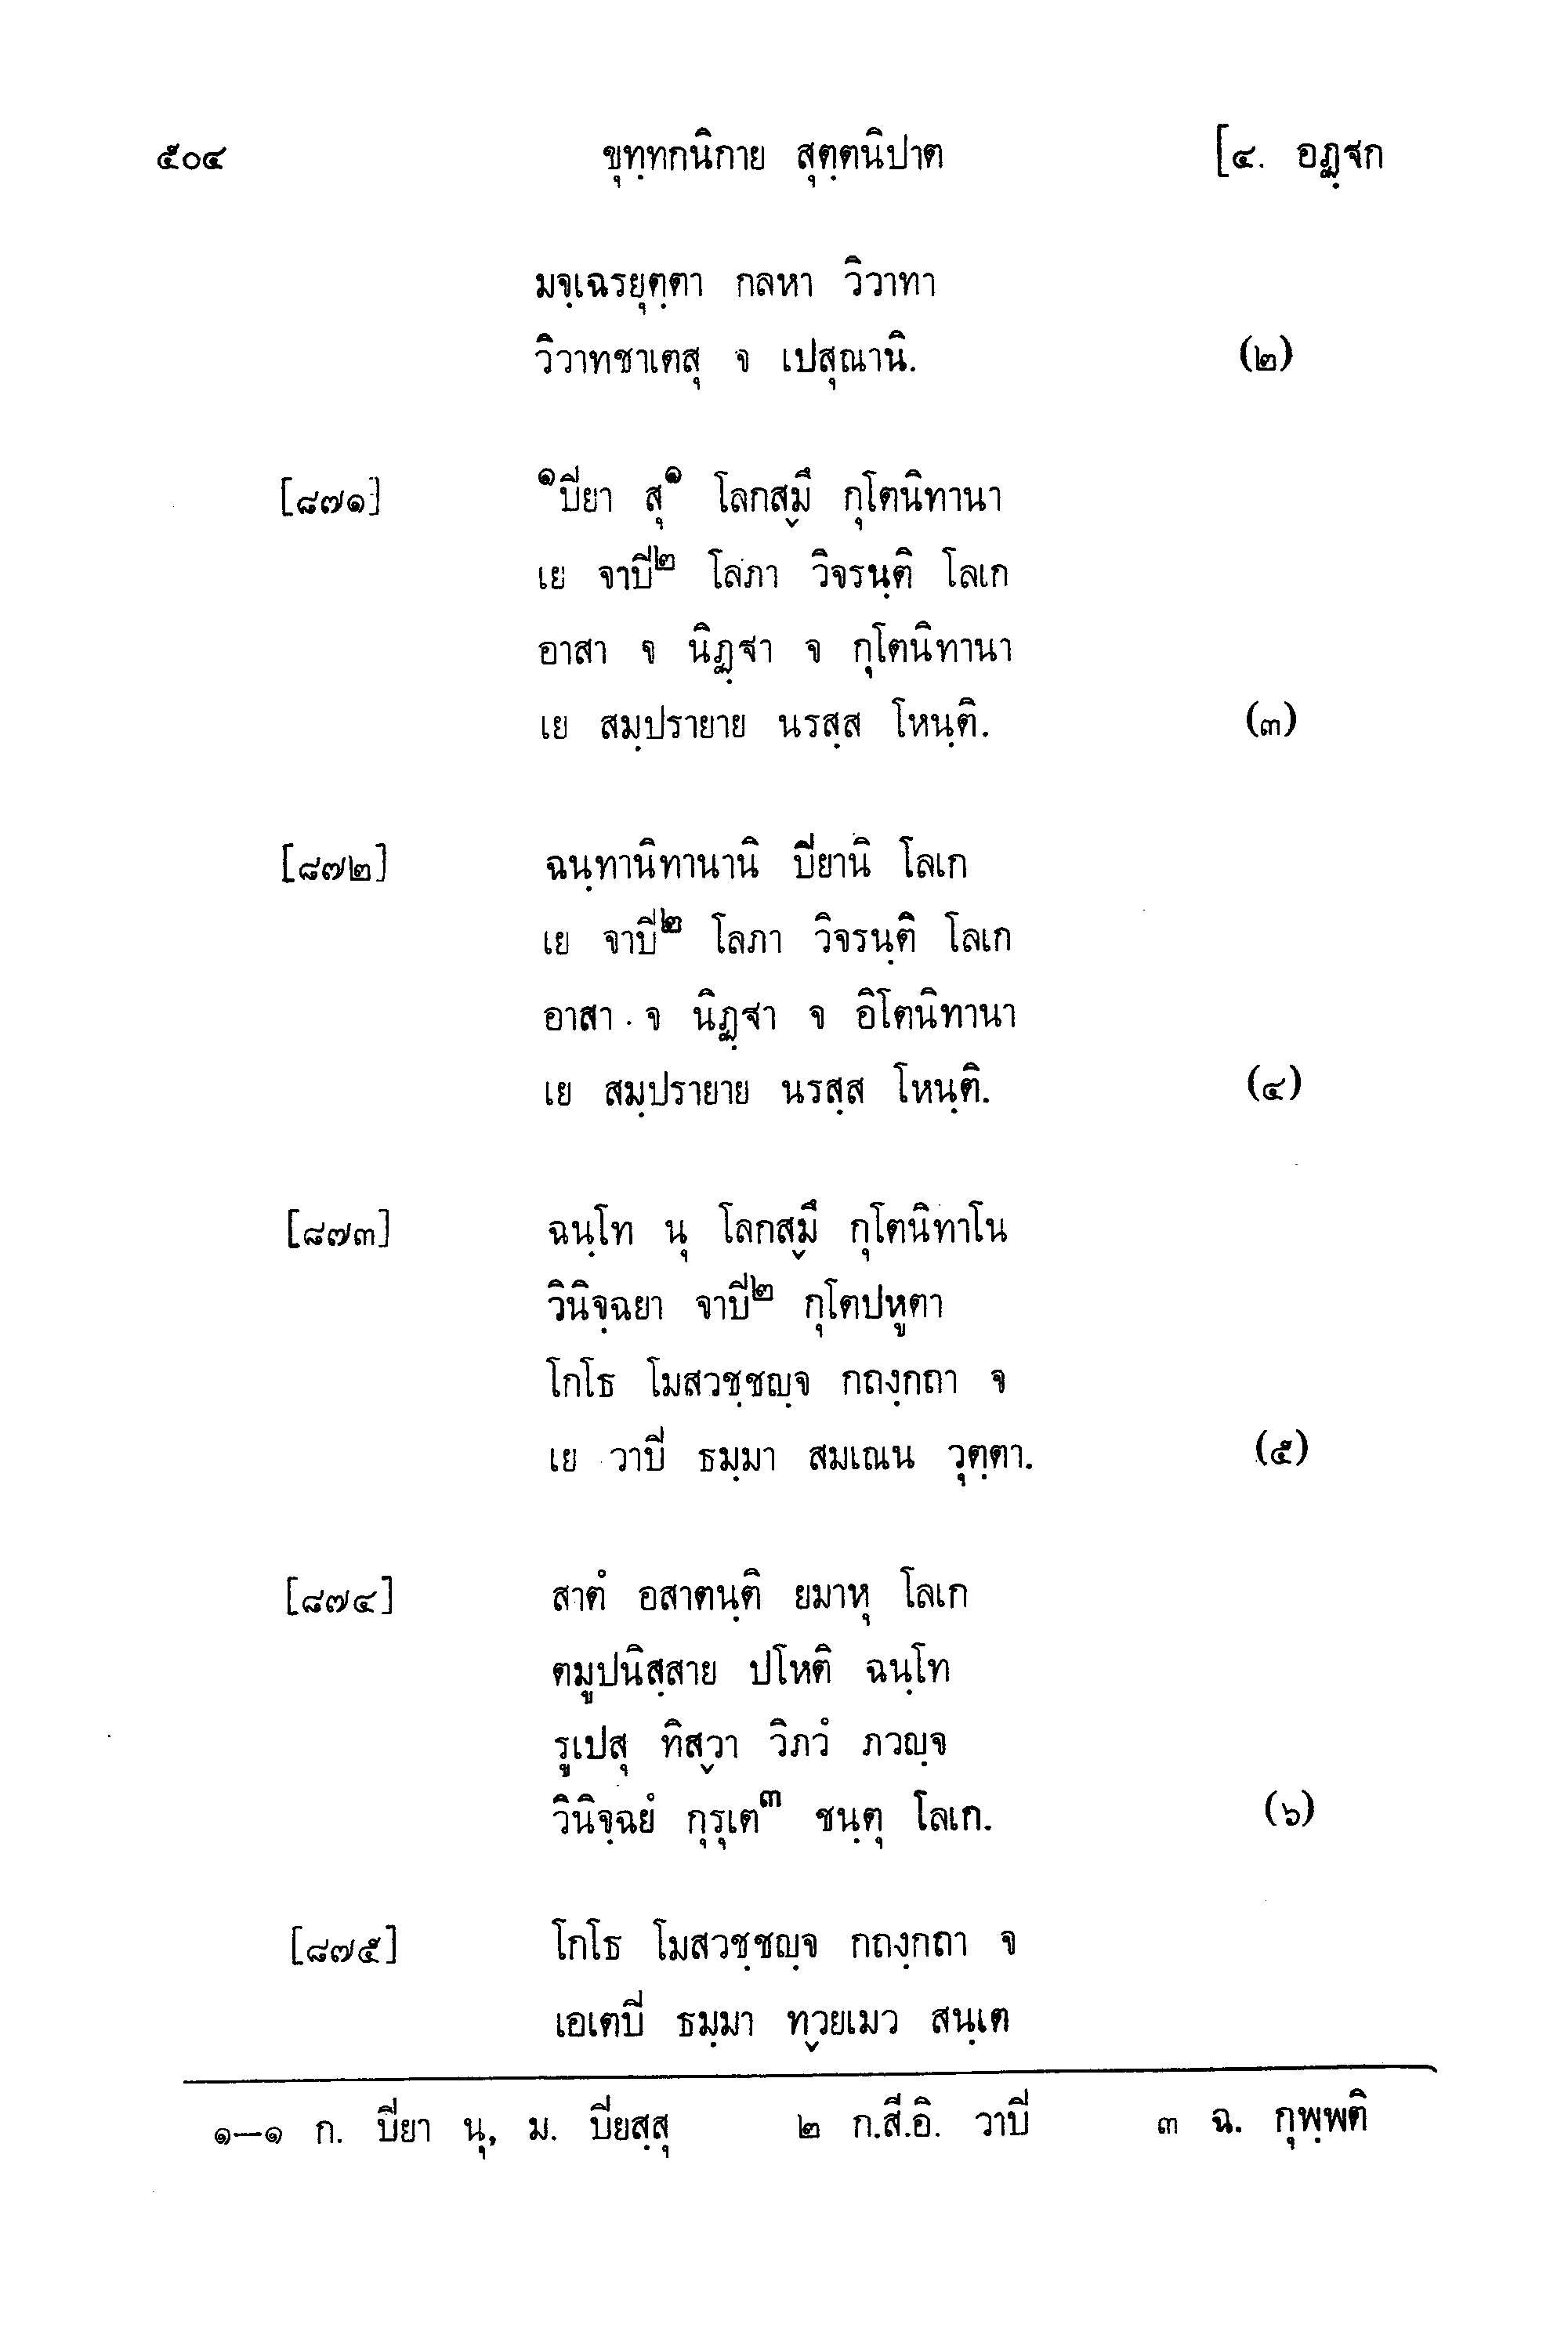 ๕๐๔ ขุทฺทกนิกาย สุตฺตนิปาต [๔. อฏฺฐก
มจฺเฉรยุตฺตา กลหา วิวาทา
วิวาทชาเตสุ จ เปสุณานิ. (๒)
[๘๗๑] ๑ปิยา สุ๑ โลกสฺมึ กุโตนิทานา
เย จาปิ๒ โลภา วิจรนฺติ โลเก
อาสา จ นิฏฺฐา จ กุโตนิทานา
เย สมฺปรายาย นรสฺส โหนฺติ. (๓)
[๘๗๒] ฉนฺทานิทานานิ ปิยานิ โลเก
เย จาปิ๒ โลภา วิจรนฺติ โลเก
อาสา จ นิฏฺฐา จ อิโตนิทานา
เย สมฺปรายาย นรสฺส โหนฺติ. (๔)
[๘๗๓] ฉนฺโท นุ โลกสฺมึ กุโตนิทาโน
วินิจฺฉยา จาปิ๒ กุโตปหูตา
โกโธ โมสวชฺชญฺจ กถงฺกถา จ
เย วาปิ ธมฺมา สมเณน วุตฺตา. (๕)
[๘๗๔] สาตํ อสาตนฺติ ยมาหุ โลเก
ตมูปนิสฺสาย ปโหติ ฉนฺโท
รูเปสุ ทิสฺวา วิภวํ ภวญฺจ
วินิจฺฉยํ กุรุเต๓ ชนฺตุ โลเก. (๖)
[๘๗๕] โกโธ โมสวชฺชญฺจ กถงฺกถา จ
เอเตปิ ธมฺมา ทฺวยเมว สนฺเต
๑–๑ ก. ปิยา นุ, ม. ปิยสฺสุ ๒ ก.สี.อิ. วาปิ ๓ ฉ. กุพฺพติ